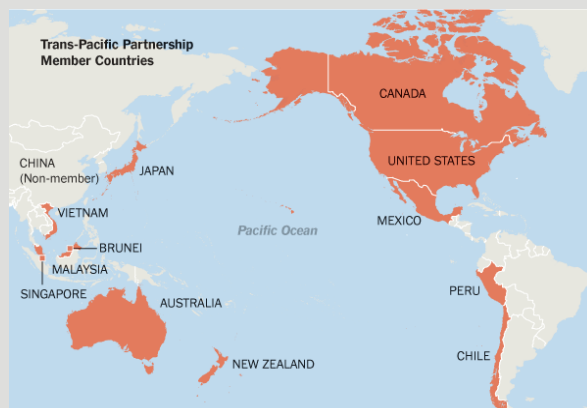 Trans-Pacific Partnership
Member Countries
CANADA
CHINA
(Non-member)
JAPAN
UNITED STATES
VIETNAM
MEXICO
Pacific Ocean
BRUNEI
MALAYSIA
SINGAPORE
AUSTRALIA
PERU
NEW ZEALAND
CHILE